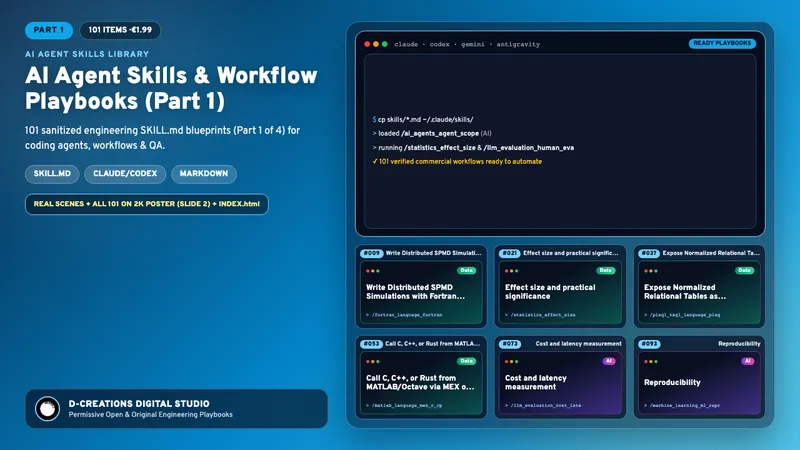 PART 1
101 ITEMS -€1.99
AI AGENT SKILLS LIBRARY
AI Agent Skills & Workflow
Playbooks (Part 1)
101 sanitized engineering SKILL.md blueprints (Part 1 of 4) for
coding agents, workflows & QA.
SKILL.MD
CLAUDE/CODEX
MARKDOWN
REAL SCENES + ALL 101 ON 2K POSTER (SLIDE 2) + INDEX.html
D-CREATIONS DIGITAL STUDIO
Permissive Open & Original Engineering Playbooks
claude · codex · gemini · antigravity
READY PLAYBOOKS
$ cp skills/*.md ~/.claude/skills/
> loaded /ai_agents_agent_scope (AI)
> running /statistics_effect_size & /llm_evaluation_human_eva
✓ 101 verified commercial workflows ready to automate
#009 Write Distributed SPMD Simulati...
Data
Write Distributed SPMD
Simulations with Fortran...
> /fortran_language_fortran
#021 Effect size and practical signific...
Data
Effect size and practical
significance
> /statistics_effect_size
#037 Expose Normalized Relational Ta...
Data
Expose Normalized
Relational Tables as...
> /plsql_tsql_language_plsq
#053 Call C, C++, or Rust from MATLA...
Data
Call C, C++, or Rust from
MATLAB/Octave via MEX o...
> /matlab_language_mex_c_cp
#073 Cost and latency measurement
AI
Cost and latency
measurement
> /llm_evaluation_cost_late
#093 Reproducibility
AI
Reproducibility
> /machine_learning_ml_repr